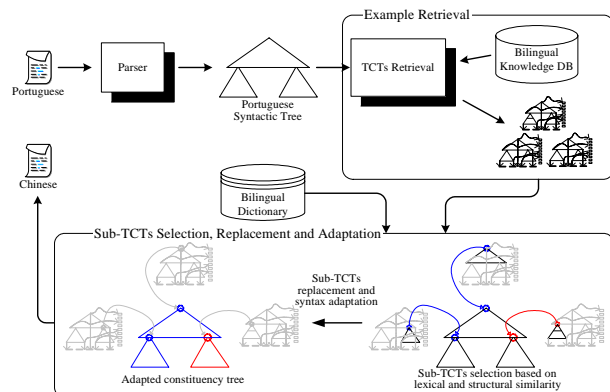 Example Retrieval
Parser
TCTs Retrieval
Bilingual
Knowledge DB
Portuguese
Portuguese
Syntactic Tree
Chinese
Bilingual
Dictionary
Sub-TCTs Selection, Replacement and Adaptation
Sub-TCTs
replacement and
syntax adaptation
Adapted constituency tree
Sub-TCTs selection based on
lexical and structural similarity